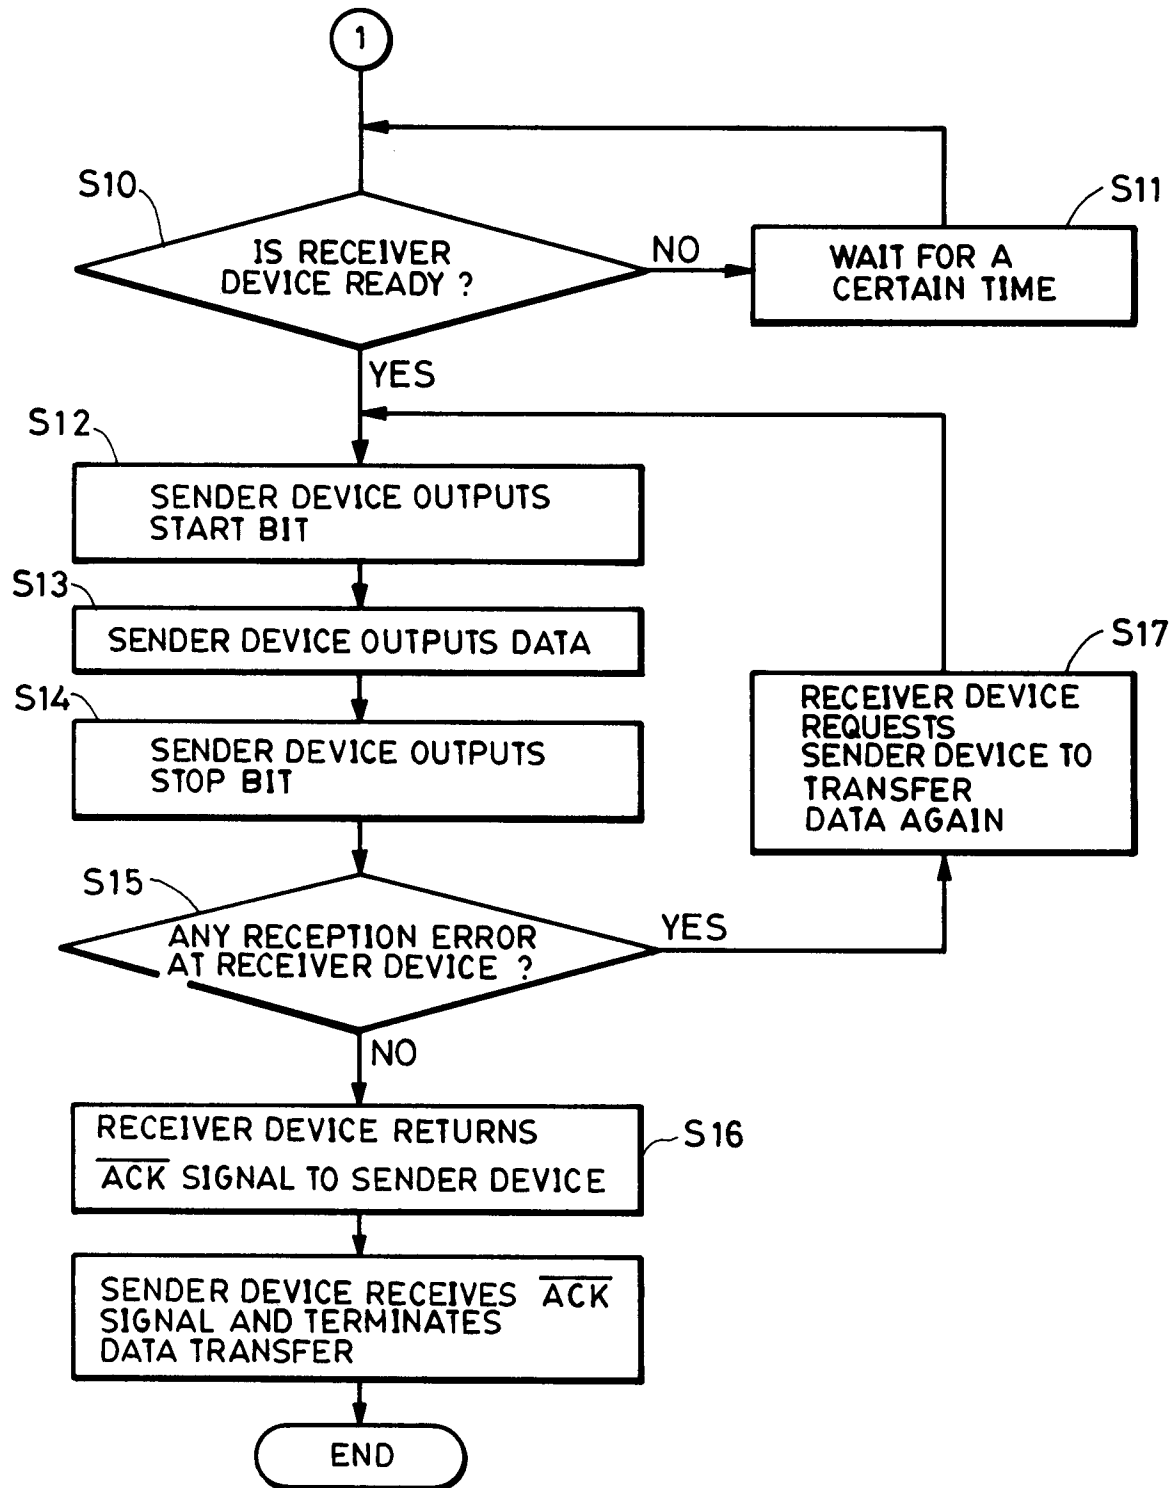 1
S10
IS RECEIVER
DEVICE READY ?
NO
S11
WAIT FOR A
CERTAIN TIME
YES
S12
SENDER DEVICE OUTPUTS
START BIT
S13
SENDER DEVICE OUTPUTS DATA
S14
SENDER DEVICE OUTPUTS
STOP BIT
S17
RECEIVER DEVICE
REQUESTS
SENDER DEVICE TO
TRANSFER
DATA AGAIN
S15
ANY RECEPTION ERROR
AT RECEIVER DEVICE ?
YES
NO
RECEIVER DEVICE RETURNS
A̅C̅K̅ SIGNAL TO SENDER DEVICE
S16
SENDER DEVICE RECEIVES A̅C̅K̅
SIGNAL AND TERMINATES
DATA TRANSFER
END